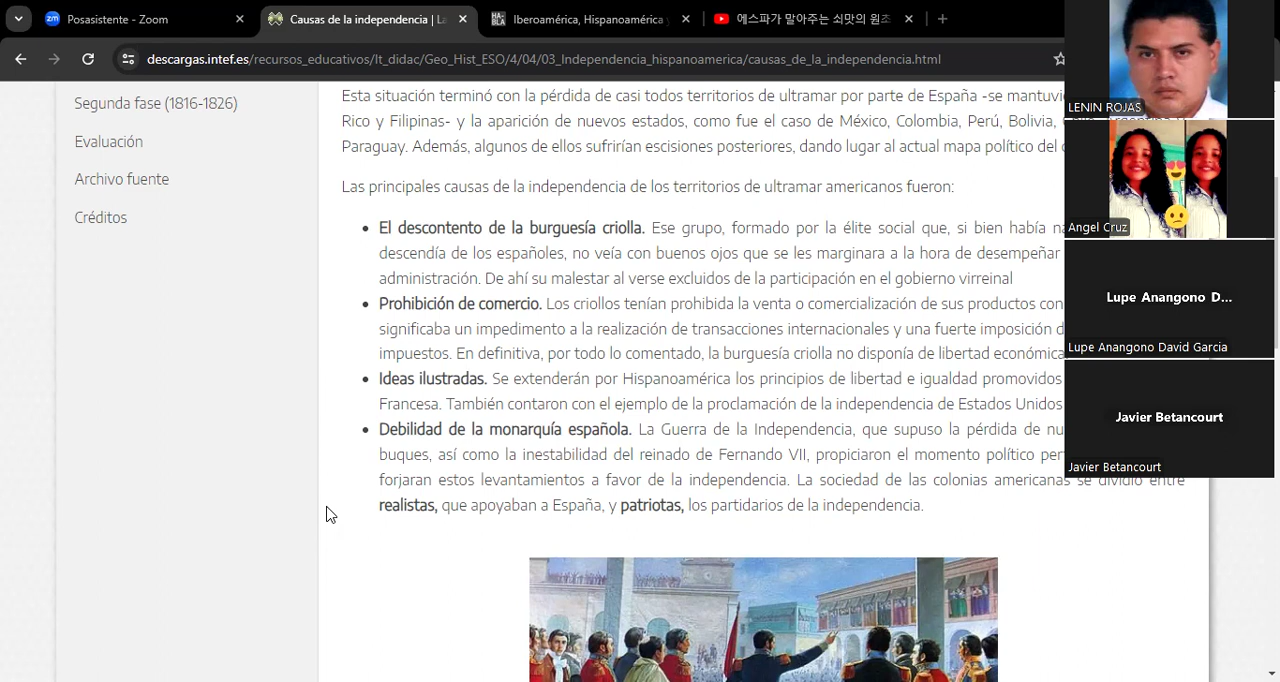 Posasistente - Zoom
Causas de la independencia | La
Iberoamérica, Hispanoamérica y
에스파가 말아주는 쇠맛의 원조
descargas.intef.es/recursos_educativos/It_didac/Geo_Hist_ESO/4/04/03_Independencia_hispanoamerica/causas_de_la_independencia.html
Segunda fase (1816-1826)
Evaluación
Archivo fuente
Créditos
Esta situación terminó con la pérdida de casi todos territorios de ultramar por parte de España -se mantuvi
Rico y Filipinas- y la aparición de nuevos estados, como fue el caso de México, Colombia, Perú, Bolivia,
Paraguay. Además, algunos de ellos sufrirían escisiones posteriores, dando lugar al actual mapa político del
Las principales causas de la independencia de los territorios de ultramar americanos fueron:
El descontento de la burguesía criolla. Ese grupo, formado por la élite social que, si bien había na
descendía de los españoles, no veía con buenos ojos que se les marginara a la hora de desempeñar
administración. De ahí su malestar al verse excluidos de la participación en el gobierno virreinal
Prohibición de comercio. Los criollos tenían prohibida la venta o comercialización de sus productos con
significaba un impedimento a la realización de transacciones internacionales y una fuerte imposición d
impuestos. En definitiva, por todo lo comentado, la burguesía criolla no disponía de libertad económica
Ideas ilustradas. Se extenderán por Hispanoamérica los principios de libertad e igualdad promovidos
Francesa. También contaron con el ejemplo de la proclamación de la independencia de Estados Unidos
Debilidad de la monarquía española. La Guerra de la Independencia, que supuso la pérdida de nu
buques, así como la inestabilidad del reinado de Fernando VII, propiciaron el momento político per
forjaran estos levantamientos a favor de la independencia. La sociedad de las colonias americanas se dividió entre
realistas, que apoyaban a España, y patriotas, los partidarios de la independencia.
LENIN ROJAS
Angel Cruz
Lupe Anangono D...
Lupe Anangono David Garcia
Javier Betancourt
Javier Betancourt